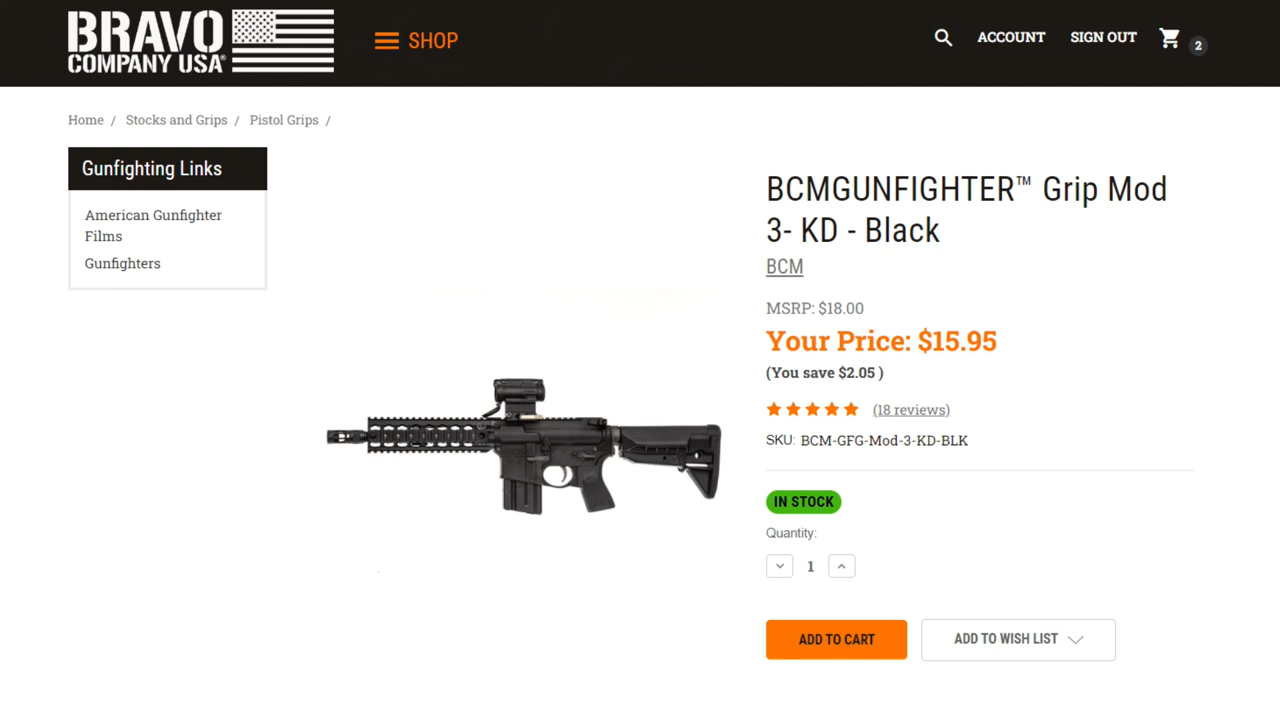 BRAVO
COMPANY USA®
SHOP
ACCOUNT
SIGN OUT
2
Home / Stocks and Grips / Pistol Grips /
Gunfighting Links
American Gunfighter
Films
Gunfighters
BCMGUNFIGHTER™ Grip Mod
3- KD - Black
BCM
MSRP: $18.00
Your Price: $15.95
(You save $2.05 )
(18 reviews)
SKU: BCM-GFG-Mod-3-KD-BLK
IN STOCK
Quantity:
1
ADD TO CART
ADD TO WISH LIST